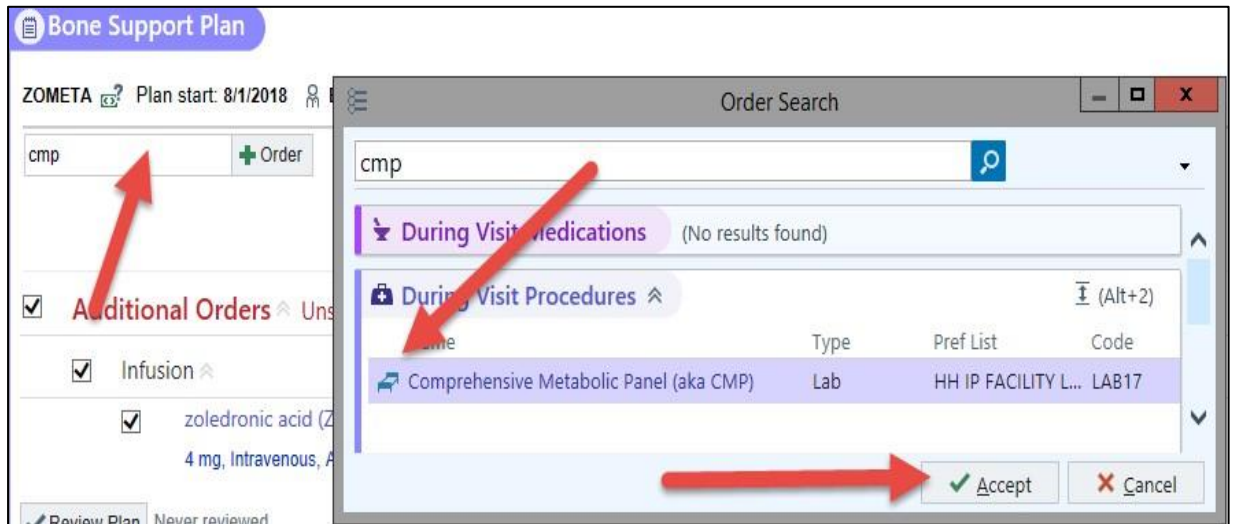 Bone Support Plan
ZOMETA Plan start: 8/1/2018
cmp Order
Additional Orders Uns
Infusion
zoledronic acid (Z
4 mg, Intravenous, A
Review Plan Never reviewed
Order Search
cmp
During Visit Medications (No results found)
During Visit Procedures (Alt+2)
Name Type Pref List Code
Comprehensive Metabolic Panel (aka CMP) Lab HH IP FACILITY L... LAB17
Accept Cancel